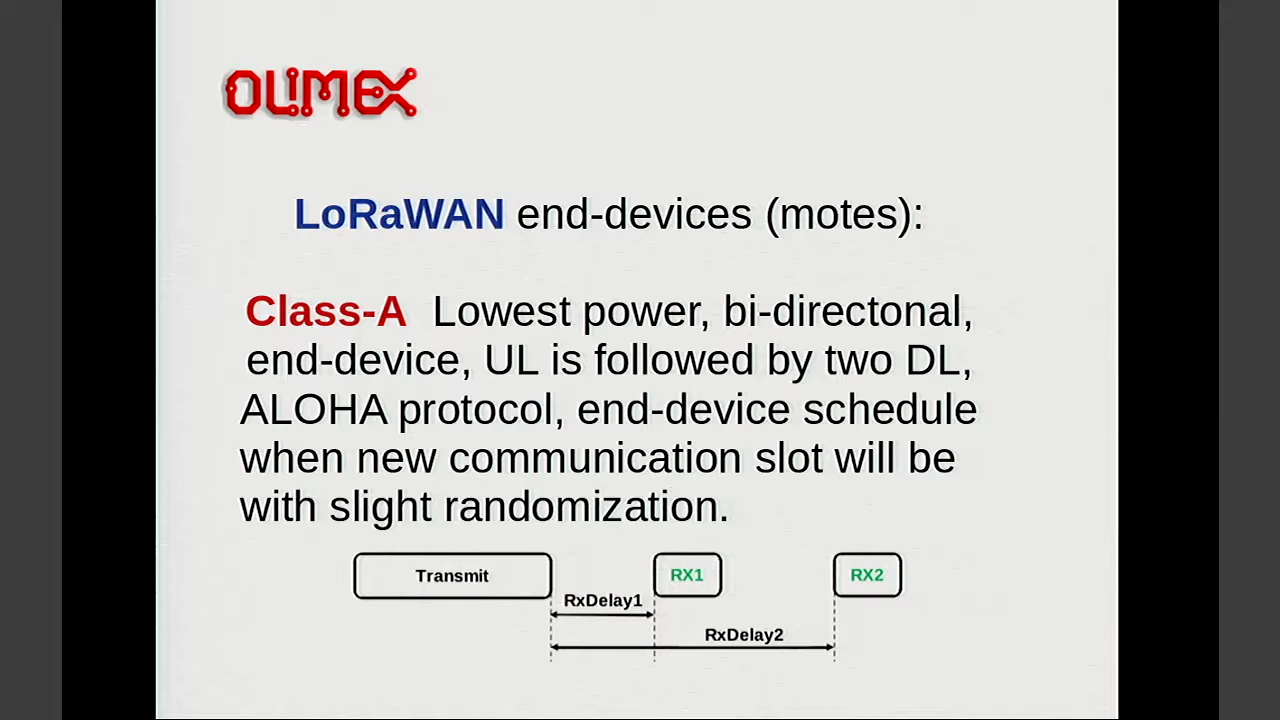 OLIMEX
LoRaWAN end-devices (motes):
Class-A Lowest power, bi-directonal,
end-device, UL is followed by two DL,
ALOHA protocol, end-device schedule
when new communication slot will be
with slight randomization.
Transmit RX1 RX2
RxDelay1
RxDelay2